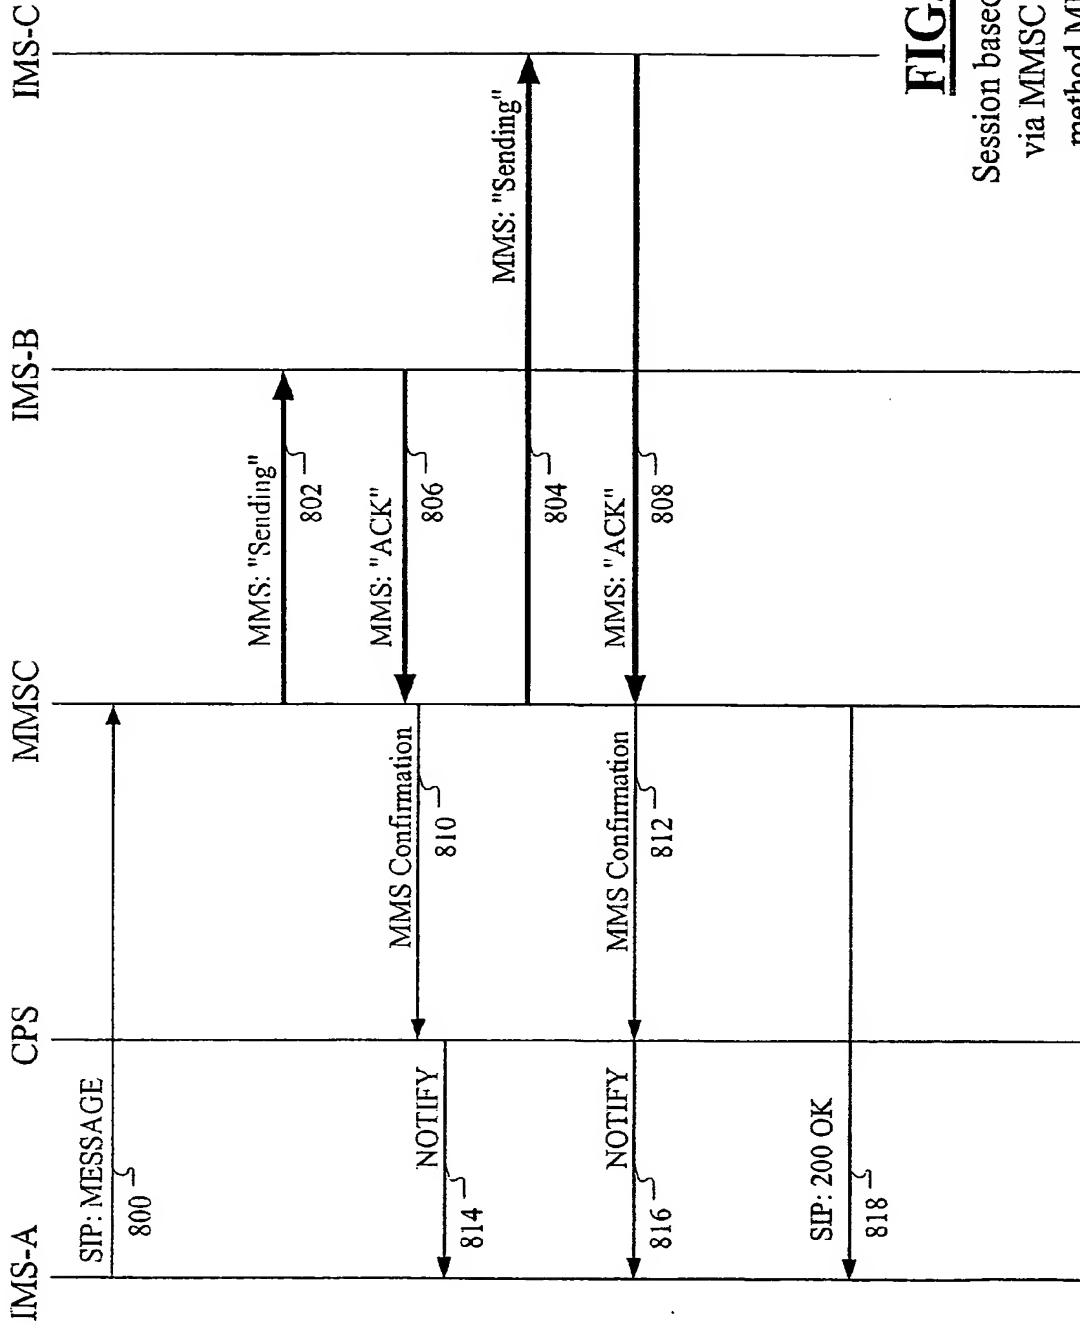 IMS-A
CPS
MMSC
IMS-B
IMS-C
SIP: MESSAGE
800
MMS: "Sending"
802
MMS: "ACK"
806
MMS Confirmation
810
NOTIFY
814
MMS: "Sending"
804
MMS: "ACK"
808
MMS Confirmation
812
NOTIFY
816
SIP: 200 OK
818
FIG.
Session based
via MMSC
method